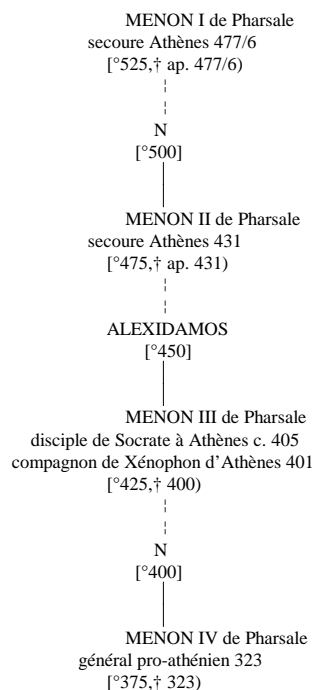 MENON I de Pharsale
secoure Athènes 477/6
[°525,† ap. 477/6)
N
[°500]
MENON II de Pharsale
secoure Athènes 431
[°475,† ap. 431)
ALEXIDAMOS
[°450]
MENON III de Pharsale
disciple de Socrate à Athènes c. 405
compagnon de Xénophon d’Athènes 401
[°425,† 400)
N
[°400]
MENON IV de Pharsale
général pro-athénien 323
[°375,† 323)